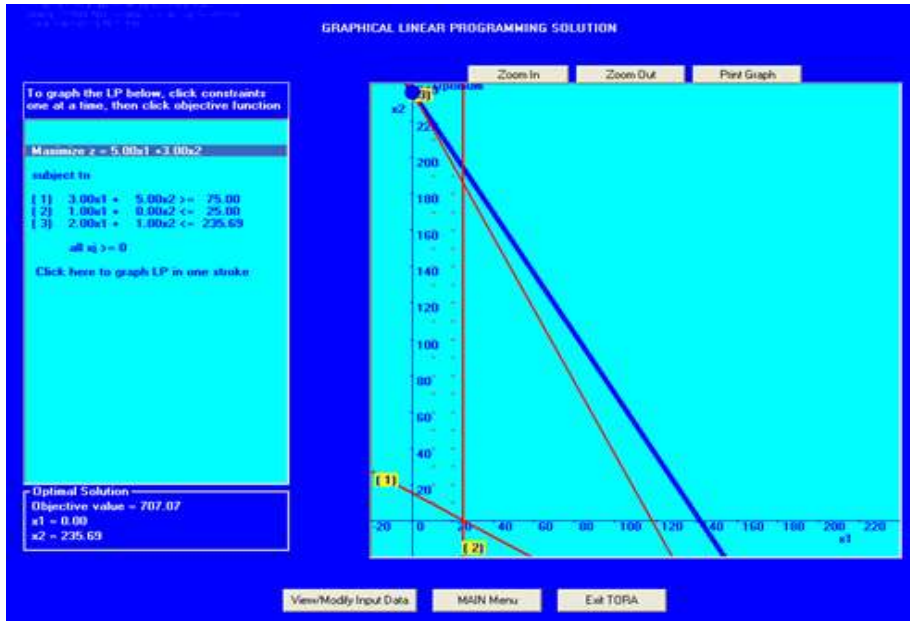 GRAPHICAL LINEAR PROGRAMMING SOLUTION
Zoom In
Zoom Out
Print Graph
To graph the LP below, click constraints
one at a time, then click objective function
Maximize z = 5.00x1 +3.00x2
subject to
( 1) 3.00x1 + 5.00x2 >= 75.00
( 2) 1.00x1 + 0.00x2 <= 25.00
( 3) 2.00x1 + 1.00x2 <= 235.69
all xj >= 0
Click here to graph LP in one stroke
Optimal Solution
Objective value = 707.07
x1 = 0.00
x2 = 235.69
x2
200
180
160
140
120
100
80
60
40
20
( 1)
20 0 20 40 60 80 100 120 140 160 180 200 220
x1
( 2)
View/Modify Input Data
MAIN Menu
Exit TORA